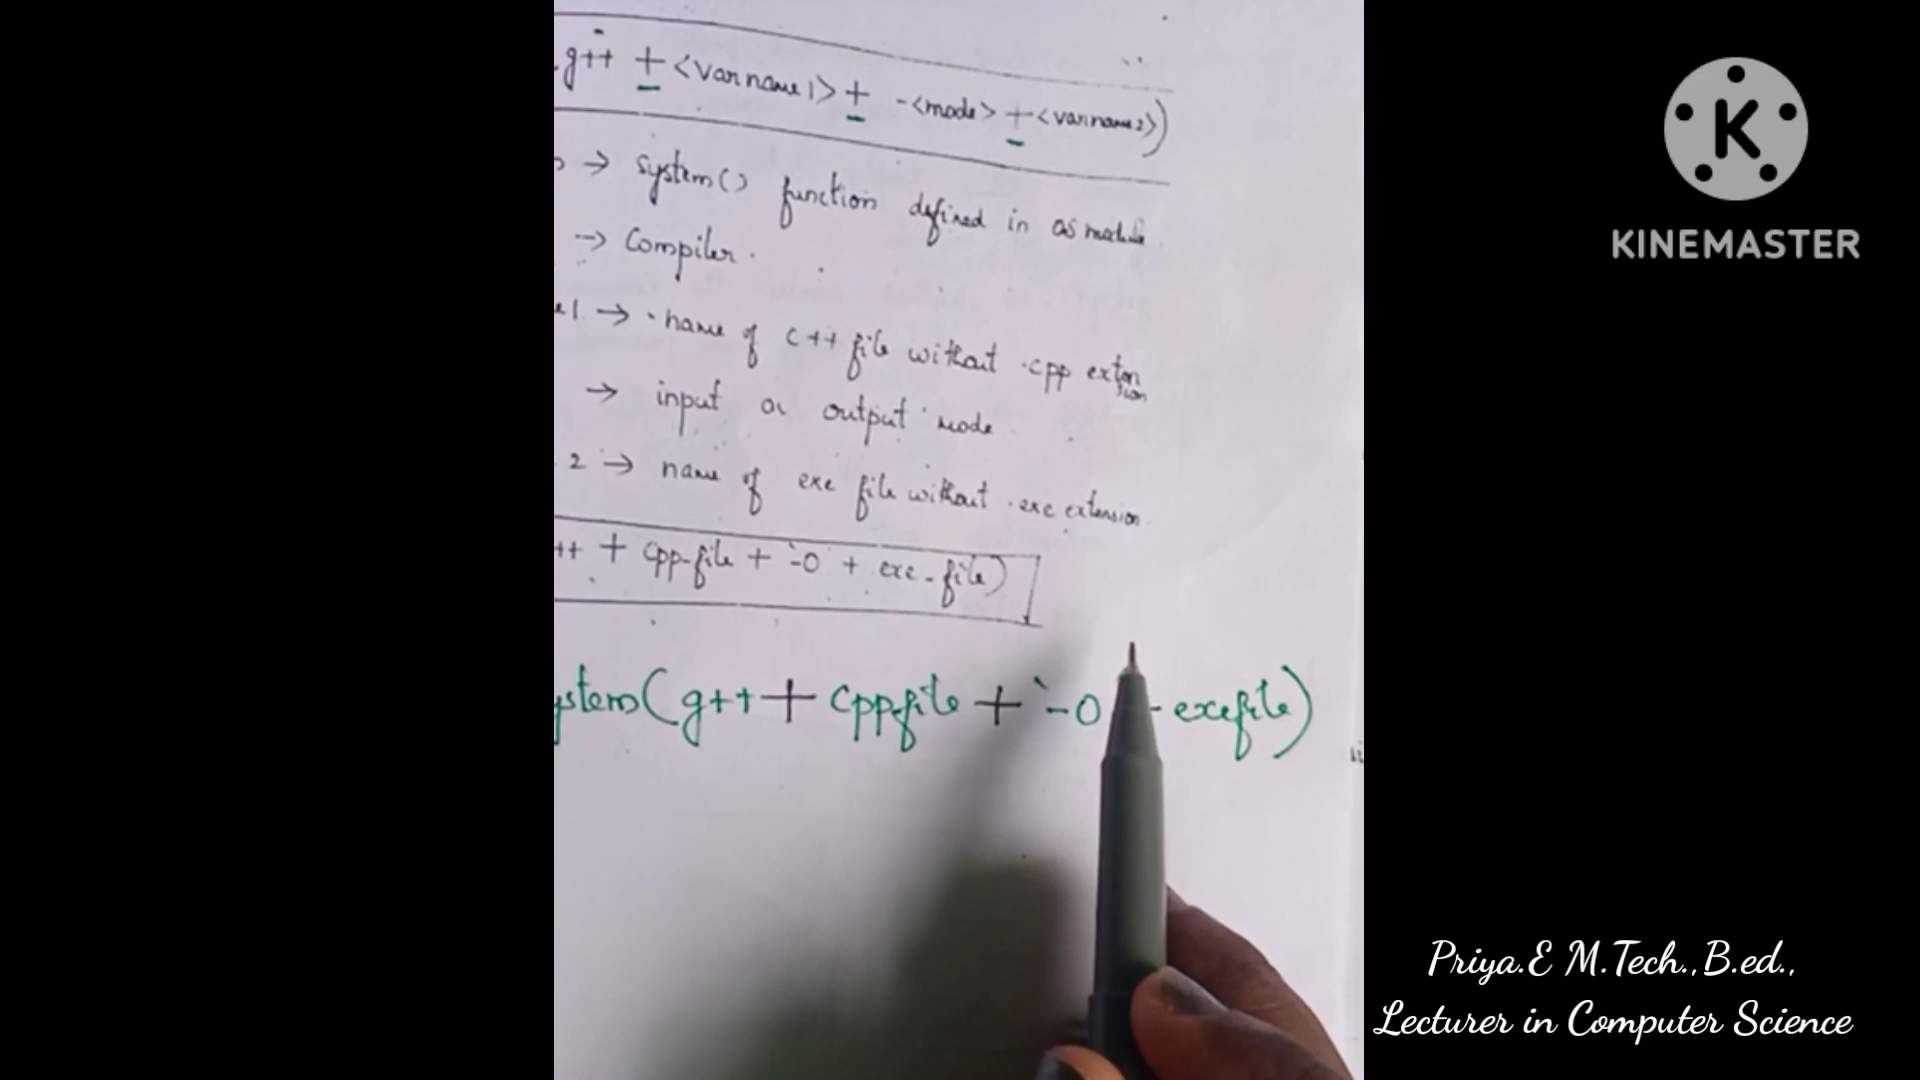 g++ + <varname1> + -<mode> + <varname2>)
→ system() function defined in os module.
→ Compiler.
1 → name of c++ file without .cpp extension
→ input or output mode
2 → name of exe file without .exe extension.
++ + cpp-file + '-o + exe-file)
ystem(g++ + cppfile + '-o - exefile)
KINEMASTER
Priya.E M.Tech.,B.ed.,
Lecturer in Computer Science